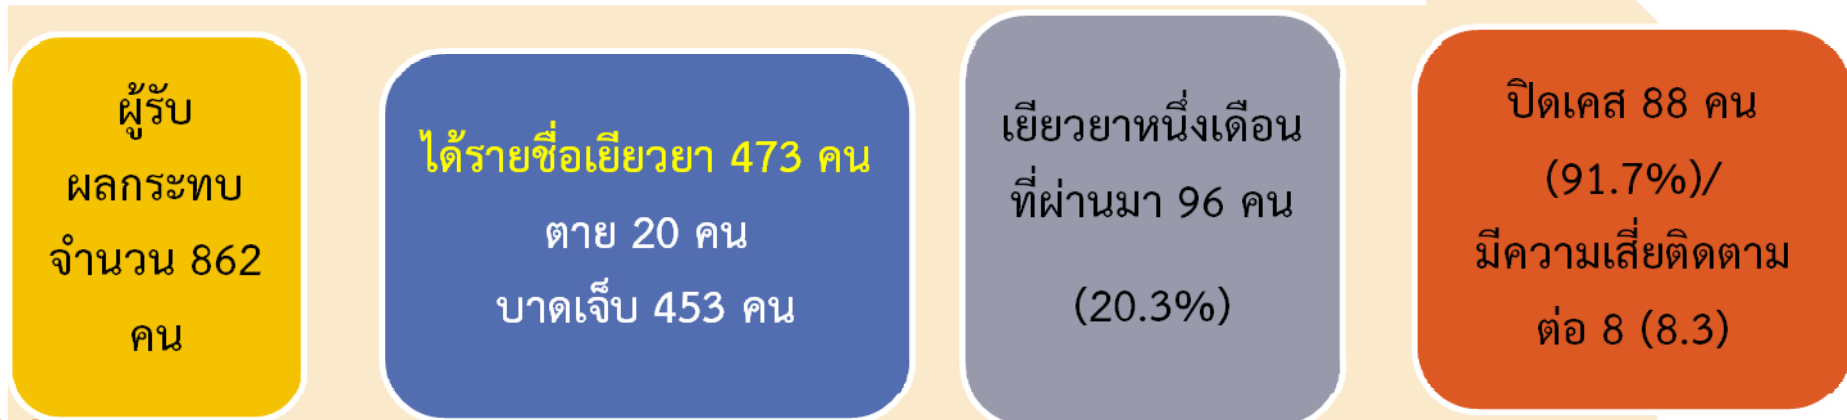 ผู้รับ
ผลกระทบ
จำนวน 862
คน
ได้รายชื่อเยียวยา 473 คน
ตาย 20 คน
บาดเจ็บ 453 คน
เยียวยาหนึ่งเดือน
ที่ผ่านมา 96 คน
(20.3%)
ปิดเคส 88 คน
(91.7%)/
มีความเสี่ยติดตาม
ต่อ 8 (8.3)